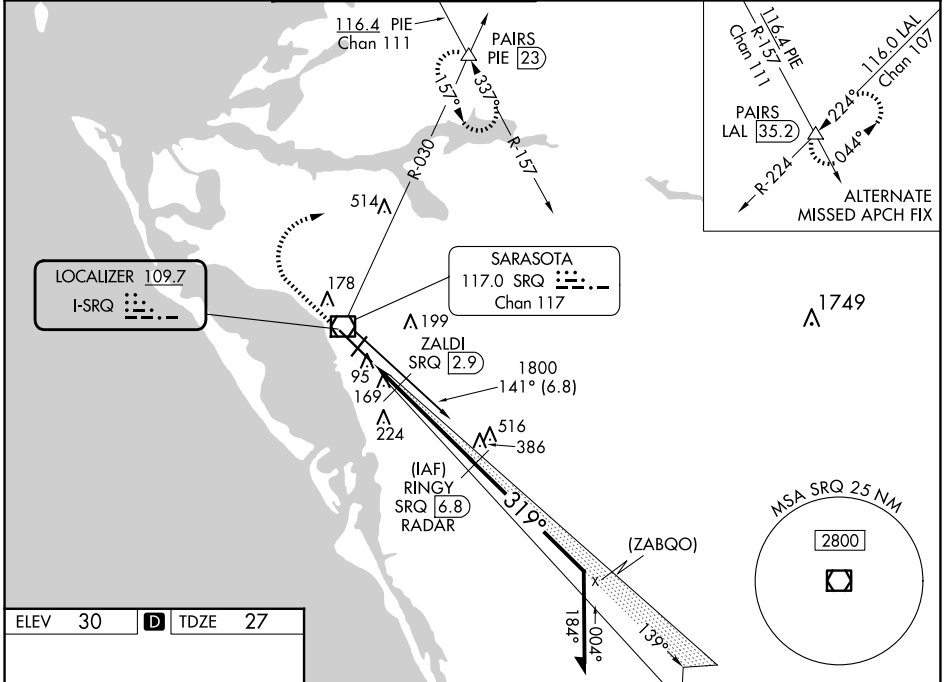 116.4 PIE
Chan 111
PAIRS
PIE 23
157°
337°
R-030
R-157
116.4 PIE
R-157
Chan 111
116.0 LAL
Chan 107
PAIRS
LAL 35.2
224°
044°
R-224
ALTERNATE
MISSED APCH FIX
514
LOCALIZER 109.7
I-SRQ
178
SARASOTA
117.0 SRQ
Chan 117
199
1749
ZALDI
SRQ 2.9
95
169
1800
141° (6.8)
224
516
386
(IAF)
RINGY
SRQ 6.8
RADAR
319°
(ZABQO)
x
184°
004°
139°
MSA SRQ 25 NM
2800
ELEV 30 D TDZE 27